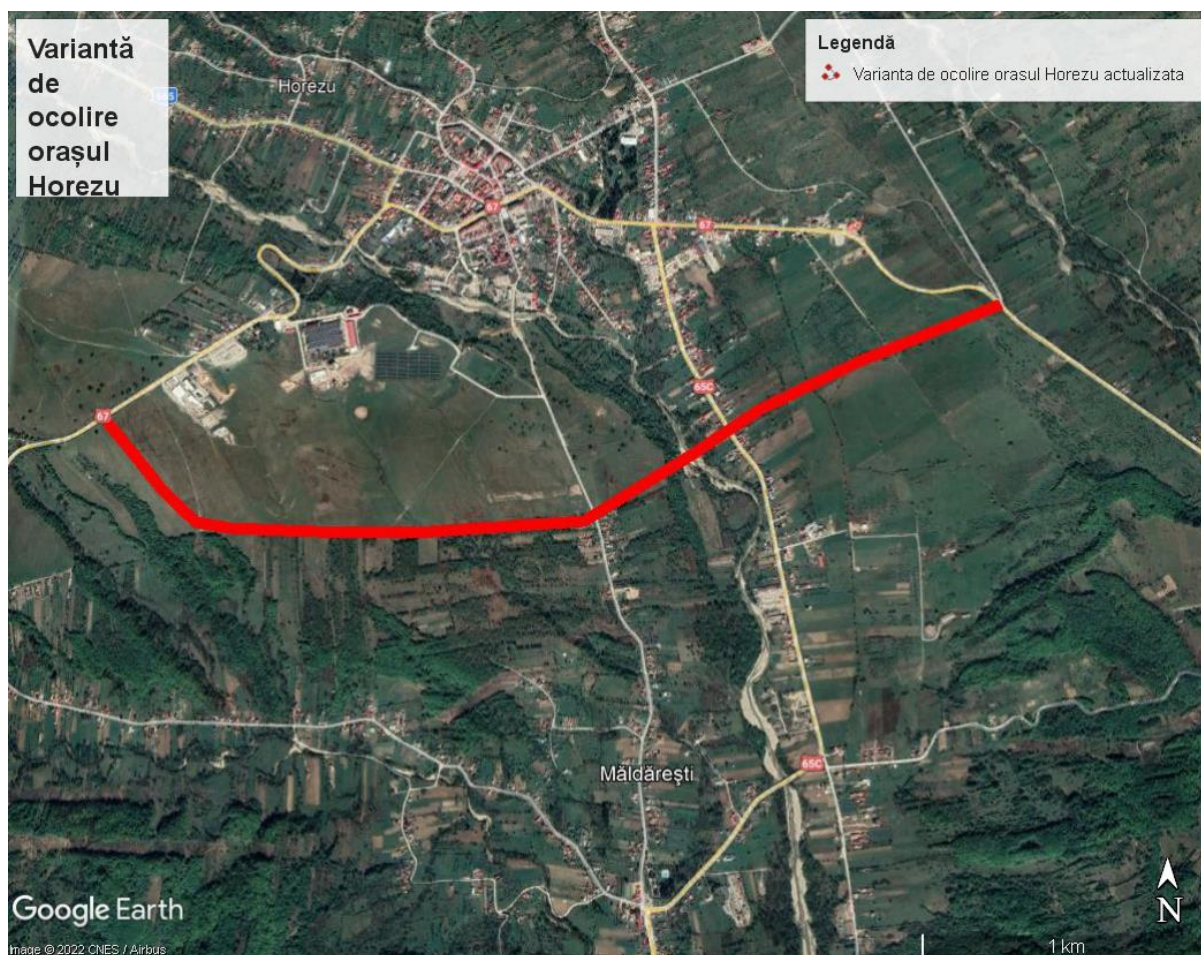 Variantă
de
ocolire
orașul
Horezu
Legendă
Varianta de ocolire orasul Horezu actualizata
Horezu
67
67
65C
67
65C
Măldărești
Google Earth
N
Image © 2022 CNES / Airbus
1 km